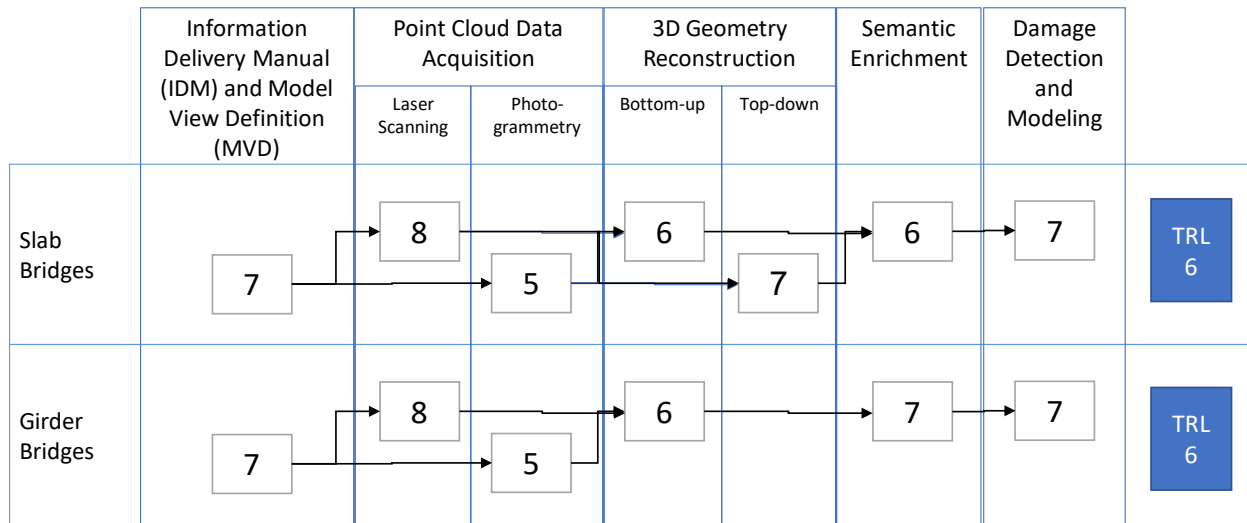 Information
Delivery Manual
(IDM) and Model
View Definition
(MVD)
Point Cloud Data
Acquisition
Laser
Scanning
Photo-
grammetry
3D Geometry
Reconstruction
Bottom-up
Top-down
Semantic
Enrichment
Damage
Detection
and
Modeling
Slab
Bridges
7
8
5
6
7
6
7
TRL
6
Girder
Bridges
7
8
5
6
7
7
TRL
6